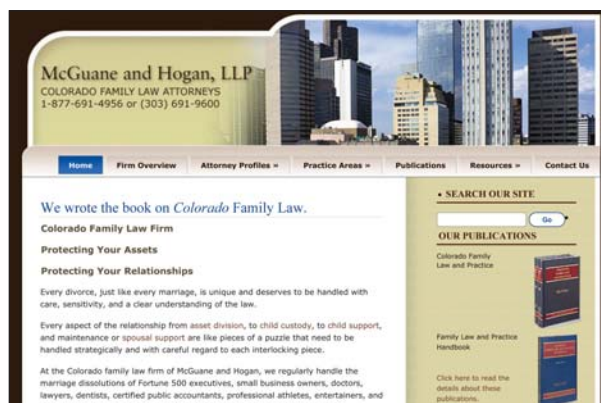 McGuane and Hogan, LLP
COLORADO FAMILY LAW ATTORNEYS
1-877-691-4956 or (303) 691-9600
Home
Firm Overview
Attorney Profiles »
Practice Areas »
Publications
Resources »
Contact Us
We wrote the book on Colorado Family Law.
Colorado Family Law Firm
Protecting Your Assets
Protecting Your Relationships
Every divorce, just like every marriage, is unique and deserves to be handled with
care, sensitivity, and a clear understanding of the law.
Every aspect of the relationship from asset division, to child custody, to child support,
and maintenance or spousal support are like pieces of a puzzle that need to be
handled strategically and with careful regard to each interlocking piece.
At the Colorado family law firm of McGuane and Hogan, we regularly handle the
marriage dissolutions of Fortune 500 executives, small business owners, doctors,
lawyers, dentists, certified public accountants, professional athletes, entertainers, and
• SEARCH OUR SITE
Go
OUR PUBLICATIONS
Colorado Family
Law and Practice
Family Law and Practice
Handbook
Click here to read the
details about these
publications.